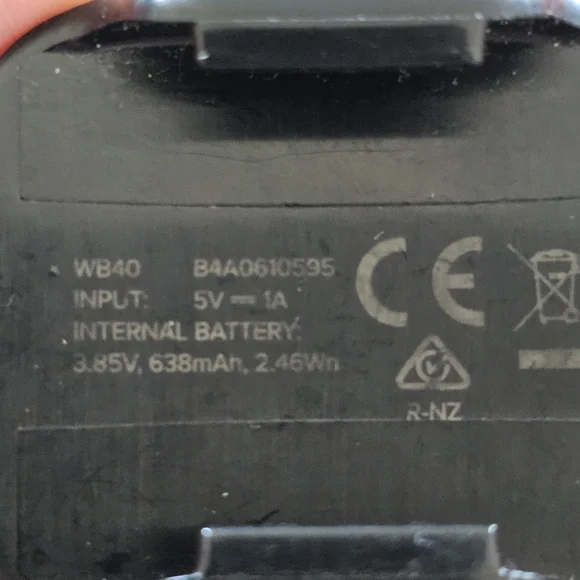 WB40 B4A0610595
INPUT: 5V ⎓ 1A
INTERNAL BATTERY:
3.85V, 638mAh, 2.46Wh
CE
R-NZ